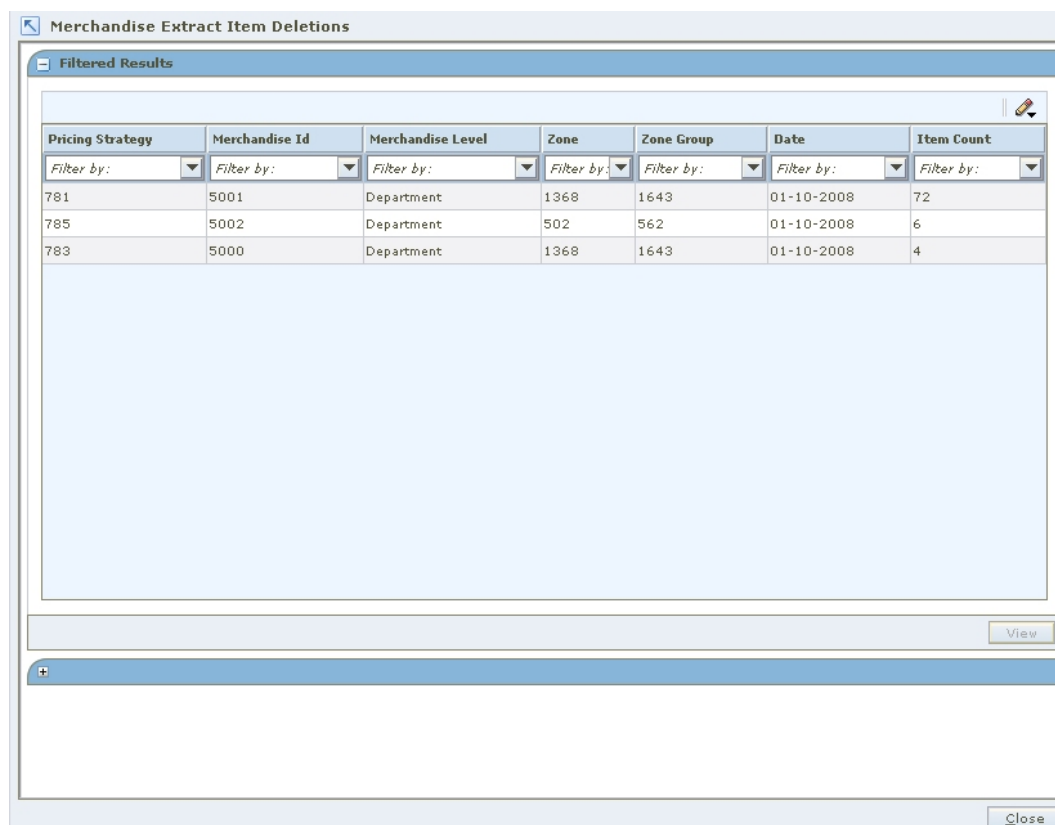 Merchandise Extract Item Deletions
Filtered Results
Pricing Strategy Merchandise Id Merchandise Level Zone Zone Group Date Item Count
Filter by: Filter by: Filter by: Filter by: Filter by: Filter by: Filter by:
781 5001 Department 1368 1643 01-10-2008 72
785 5002 Department 502 562 01-10-2008 6
783 5000 Department 1368 1643 01-10-2008 4
View
Close